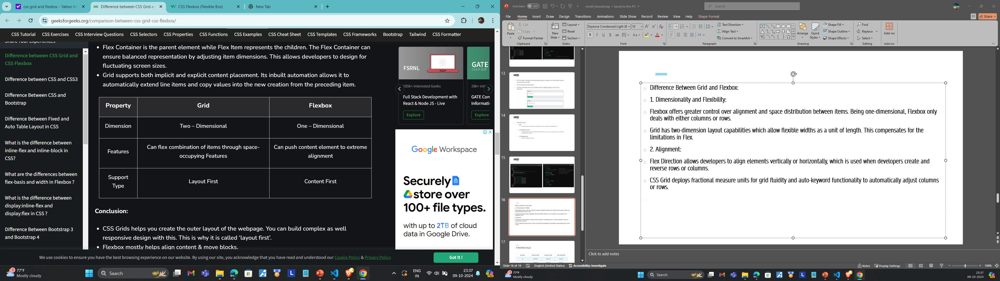 css grid and flexbox - Yahoo In
Difference between CSS Grid an
CSS Flexbox (Flexible Box)
New Tab
geeksforgeeks.org/comparison-between-css-grid-css-flexbox/
CSS Tutorial CSS Exercises CSS Interview Questions CSS Selectors CSS Properties CSS Functions CSS Examples CSS Cheat Sheet CSS Templates CSS Frameworks Bootstrap Tailwind CSS Formatter
Share Your Experiences
Difference between CSS Grid and
CSS Flexbox
Difference between CSS and CSS3
Difference Between CSS and
Bootstrap
Difference Between Fixed and
Auto Table Layout in CSS
What is the difference between
inline-flex and inline-block in
CSS?
What are the differences between
flex-basis and width in Flexbox ?
What is the difference between
display:inline-flex and
display:flex in CSS ?
Difference Between Bootstrap 3
and Bootstrap 4
• Flex Container is the parent element while Flex Item represents the children. The Flex Container can
ensure balanced representation by adjusting item dimensions. This allows developers to design for
fluctuating screen sizes.
• Grid supports both implicit and explicit content placement. Its inbuilt automation allows it to
automatically extend line items and copy values into the new creation from the preceding item.
Property Grid Flexbox
Dimension Two – Dimensional One – Dimensional
Features Can flex combination of items through space-
occupying Features Can push content element to extreme
alignment
Support
Type Layout First Content First
Conclusion:
• CSS Grids helps you create the outer layout of the webpage. You can build complex as well
responsive design with this. This is why it is called ‘layout first’.
• Flexbox mostly helps align content & move blocks.
FSRNL
285k+ interested Geeks
Full Stack Development with
React & Node JS - Live
Explore
GATE
CS & IT 2025
28k+ int
GATE Com
Informati
Explore
Google Workspace
Securely
store over
100+ file types.
with up to 2TB of cloud
data in Google Drive.
We use cookies to ensure you have the best browsing experience on our website. By using our site, you acknowledge that you have read and understood our Cookie Policy & Privacy Policy
Got It !
1
77°F
Mostly cloudy
Search
ENG
IN
23:37
09-10-2024
AutoSave Off
mod4_boootstrap • Saved to this PC
Search
File Home Insert Draw Design Transitions Animations Slide Show Record Review View Help Shape Format
Share
Paste
Cut
Copy
Format Painter
Clipboard
New
Slide
Layout
Reset
Section
Slides
Daytona Condensed Light (B 18
Font
Text Direction
Align Text
Convert to SmartArt
Paragraph
Arrange
Quick
Styles
Shape Fill
Shape Outline
Shape Effects
Drawing
Find
Replace
Select
Editing
Add-ins
Add-ins
13
GRID
14
GRID
15
GRID
16
17
FINANCIALS
Difference Between Grid and Flexbox:
1. Dimensionality and Flexibility:
Flexbox offers greater control over alignment and space distribution between items. Being one-dimensional, Flexbox only
deals with either columns or rows.
Grid has two-dimension layout capabilities which allow flexible widths as a unit of length. This compensates for the
limitations in Flex.
2. Alignment:
Flex Direction allows developers to align elements vertically or horizontally, which is used when developers create and
reverse rows or columns.
CSS Grid deploys fractional measure units for grid fluidity and auto-keyword functionality to automatically adjust columns
or rows.
Click to add notes
Slide 16 of 19 English (United States) Accessibility: Investigate
Notes Display Settings 104%
1
77°F
Mostly cloudy
Search
23:37
09-10-2024